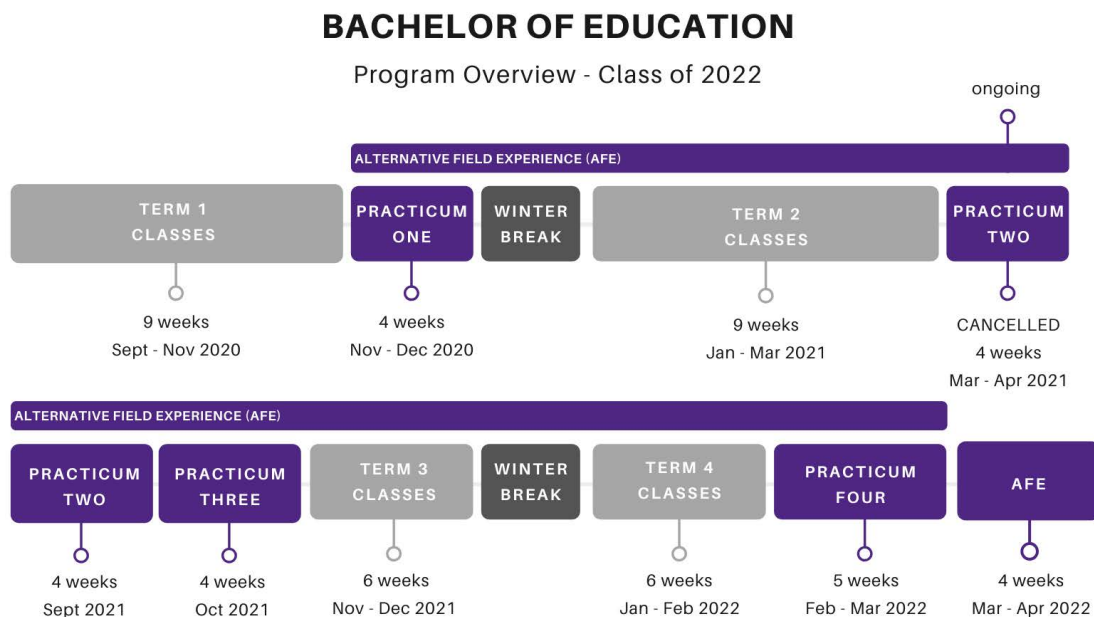 BACHELOR OF EDUCATION
Program Overview - Class of 2022
ongoing
ALTERNATIVE FIELD EXPERIENCE (AFE)
TERM 1
CLASSES
PRACTICUM
ONE
WINTER
BREAK
TERM 2
CLASSES
PRACTICUM
TWO
9 weeks
Sept - Nov 2020
4 weeks
Nov - Dec 2020
9 weeks
Jan - Mar 2021
CANCELLED
4 weeks
Mar - Apr 2021
ALTERNATIVE FIELD EXPERIENCE (AFE)
PRACTICUM
TWO
PRACTICUM
THREE
TERM 3
CLASSES
WINTER
BREAK
TERM 4
CLASSES
PRACTICUM
FOUR
AFE
4 weeks
Sept 2021
4 weeks
Oct 2021
6 weeks
Nov - Dec 2021
6 weeks
Jan - Feb 2022
5 weeks
Feb - Mar 2022
4 weeks
Mar - Apr 2022